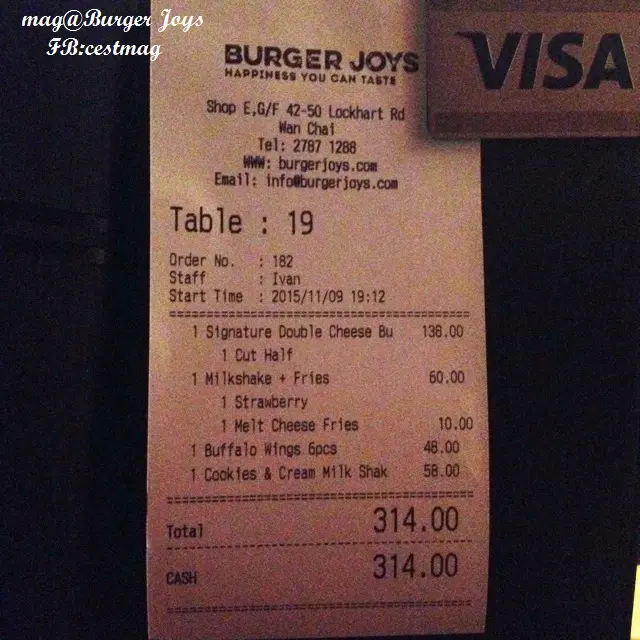 mag@Burger Joys
FB:cestmag
VISA
BURGER JOYS
HAPPINESS YOU CAN TASTE
Shop E,G/F 42-50 Lockhart Rd
Wan Chai
Tel: 2787 1288
WWW: burgerjoys.com
Email: info@burgerjoys.com
Table : 19
Order No. : 182
Staff : Ivan
Start Time : 2015/11/09 19:12
1 Signature Double Cheese Bu 138.00
1 Cut Half
1 Milkshake + Fries 60.00
1 Strawberry
1 Melt Cheese Fries 10.00
1 Buffalo Wings 6pcs 48.00
1 Cookies & Cream Milk Shak 58.00
Total 314.00
CASH 314.00